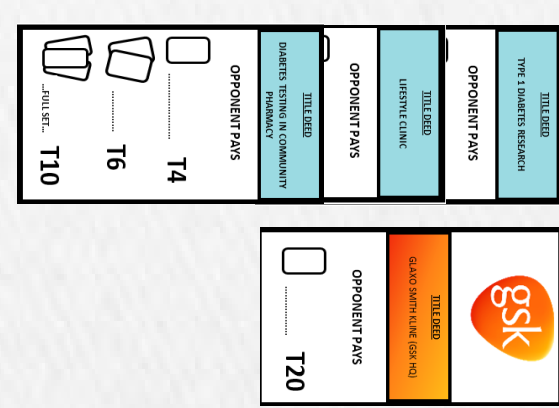 TITLE DEED
TYPE 1 DIABETES RESEARCH
OPPONENT PAYS
TITLE DEED
LIFESTYLE CLINIC
OPPONENT PAYS
TITLE DEED
DIABETES TESTING IN COMMUNITY
PHARMACY
OPPONENT PAYS
................ T4
.......... T6
...FULL SET... T10
gsk
TITLE DEED
GLAXO SMITH KLINE (GSK HQ)
OPPONENT PAYS
............ T20